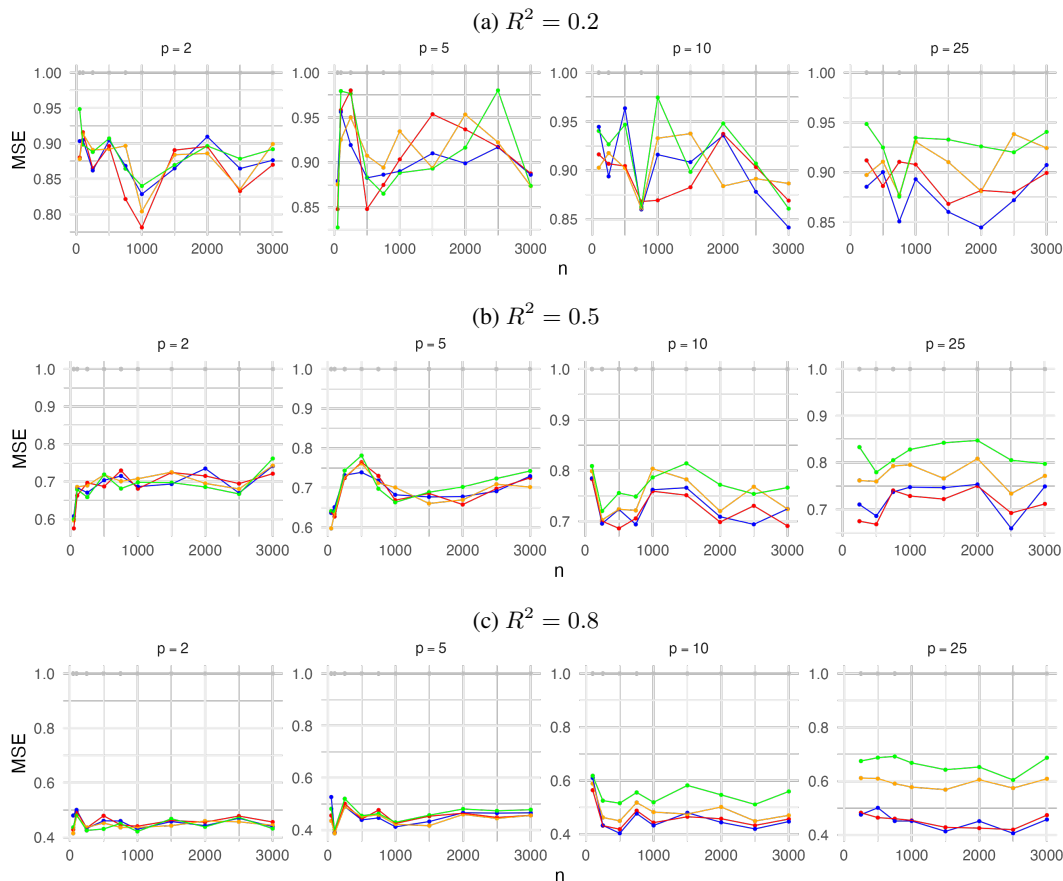 (a) R² = 0.2
p = 2 p = 5 p = 10 p = 25
MSE
1.00 0.95 0.90 0.85 0.80
1.00 0.95 0.90 0.85
1.00 0.95 0.90 0.85
1.00 0.95 0.90 0.85
0 1000 2000 3000 0 1000 2000 3000 0 1000 2000 3000 0 1000 2000 3000
n
(b) R² = 0.5
p = 2 p = 5 p = 10 p = 25
MSE
1.0 0.9 0.8 0.7 0.6
1.0 0.9 0.8 0.7 0.6
1.0 0.9 0.8 0.7
1.0 0.9 0.8 0.7
0 1000 2000 3000 0 1000 2000 3000 0 1000 2000 3000 0 1000 2000 3000
n
(c) R² = 0.8
p = 2 p = 5 p = 10 p = 25
MSE
1.0 0.8 0.6 0.4
1.0 0.8 0.6 0.4
1.0 0.8 0.6 0.4
1.0 0.8 0.6 0.4
0 1000 2000 3000 0 1000 2000 3000 0 1000 2000 3000 0 1000 2000 3000
n